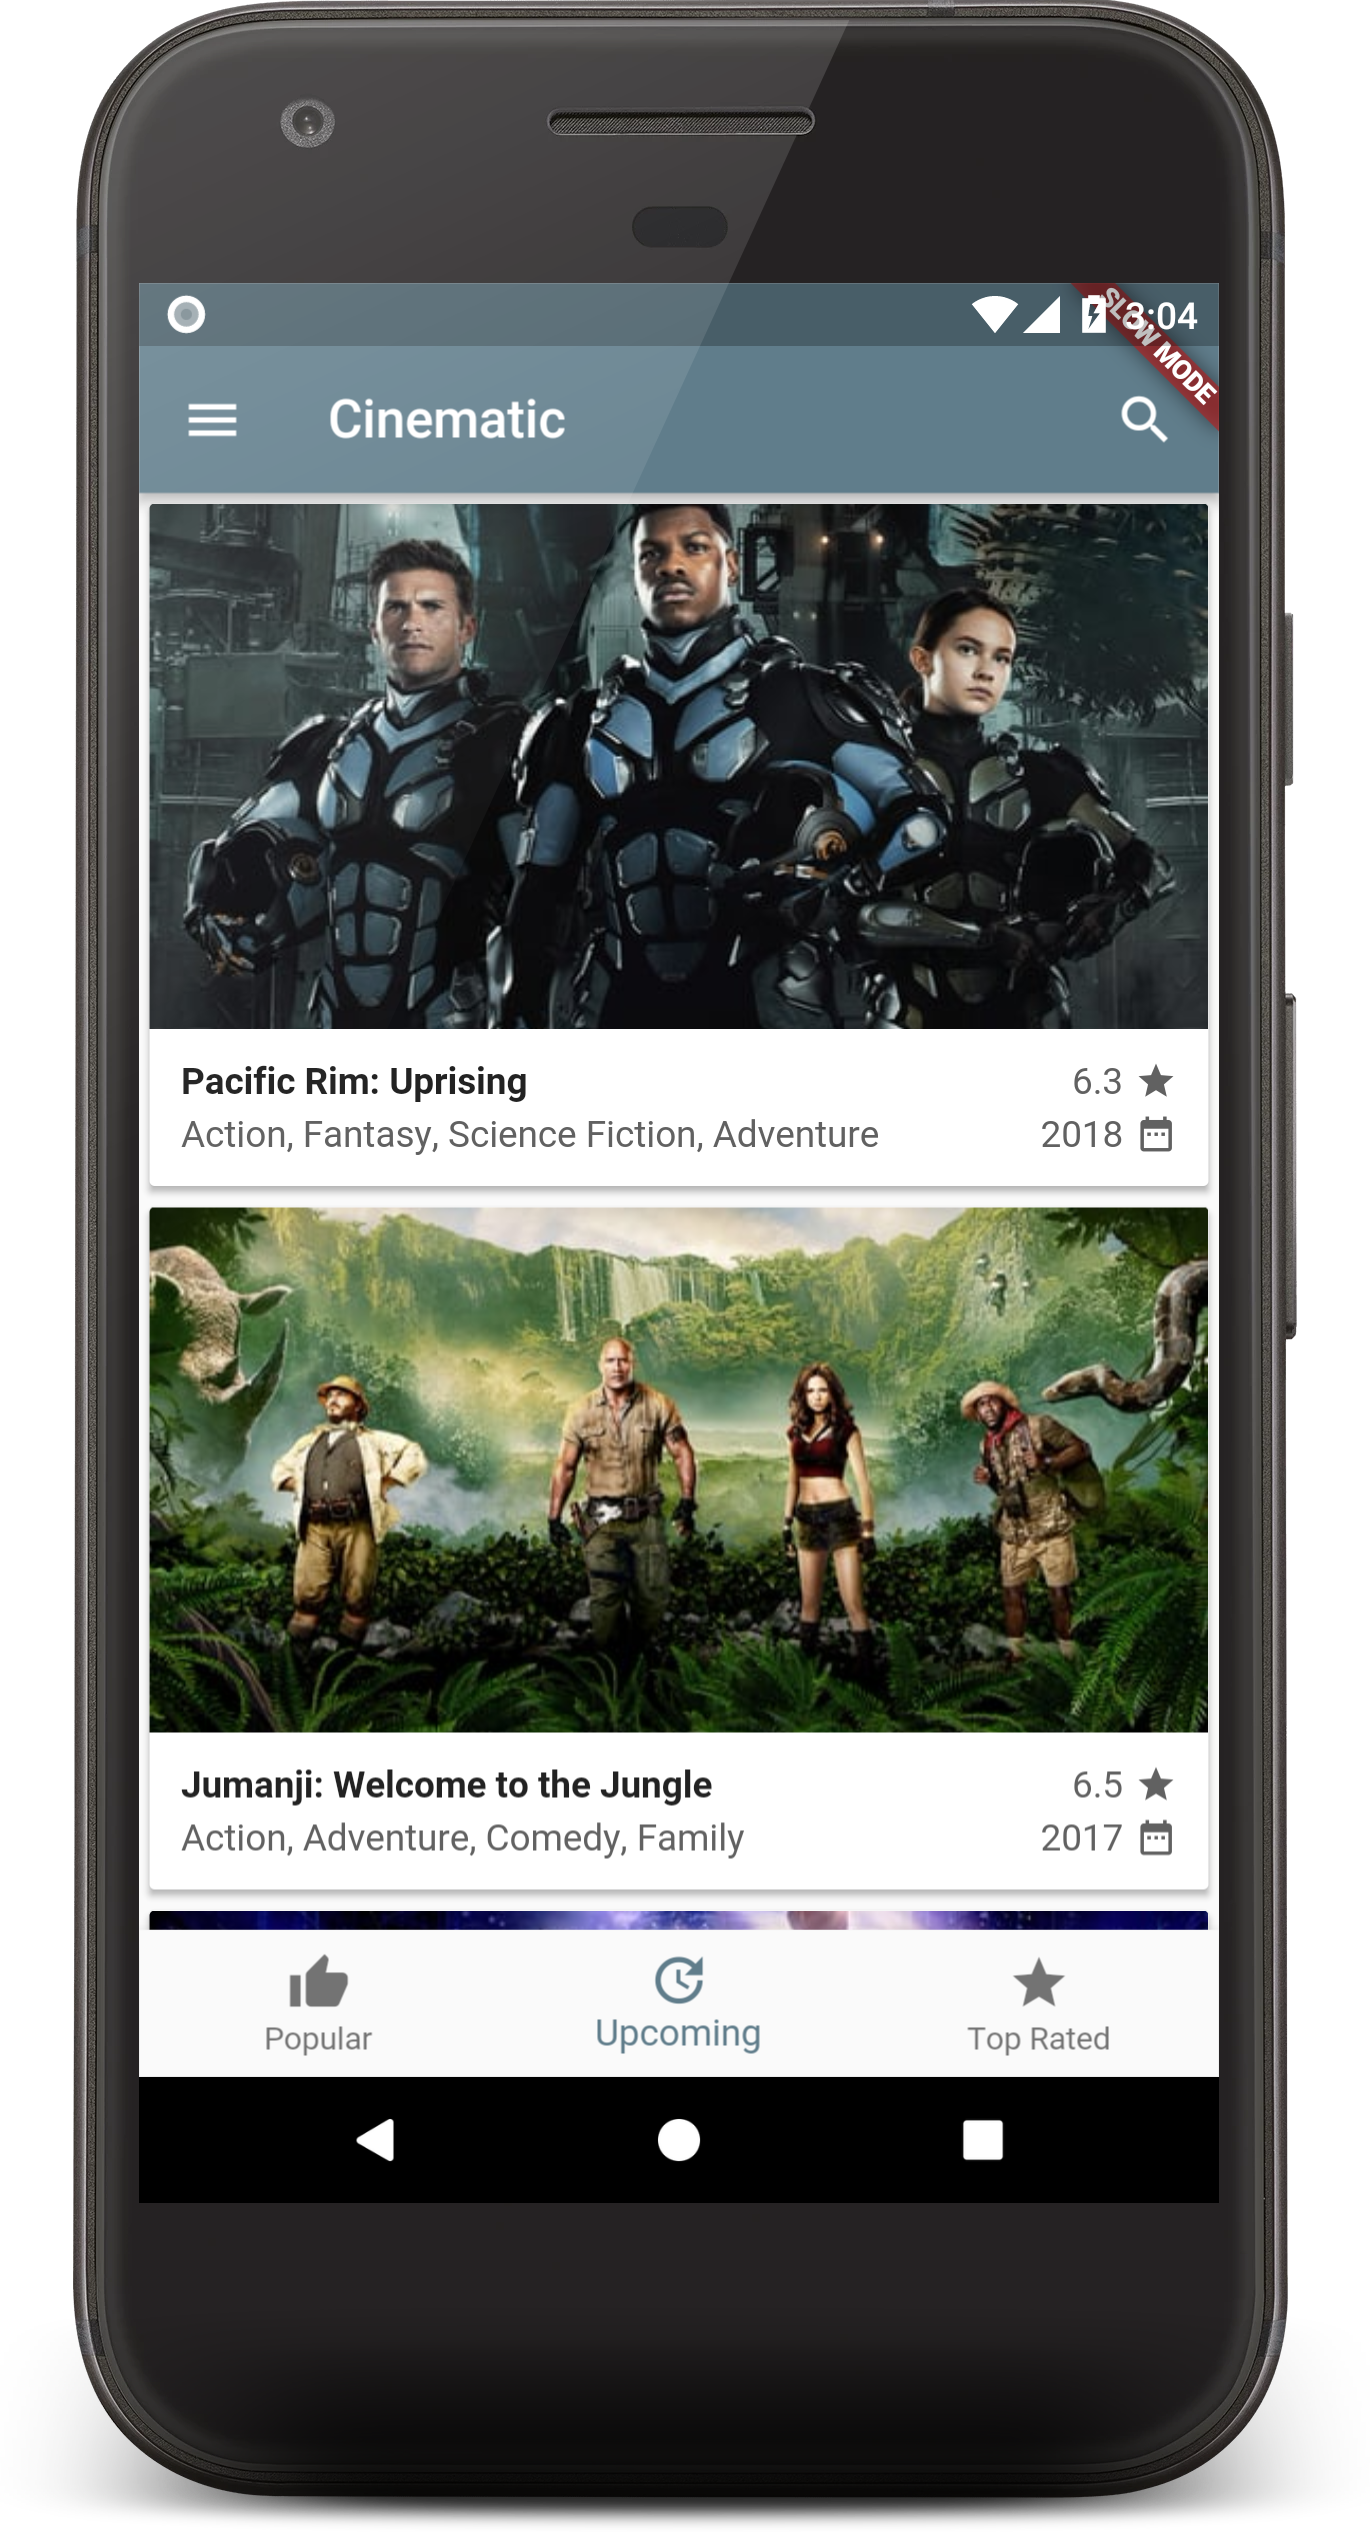 3:04
SLOW MODE
Cinematic
Pacific Rim: Uprising
6.3
Action, Fantasy, Science Fiction, Adventure
2018
Jumanji: Welcome to the Jungle
6.5
Action, Adventure, Comedy, Family
2017
Popular
Upcoming
Top Rated